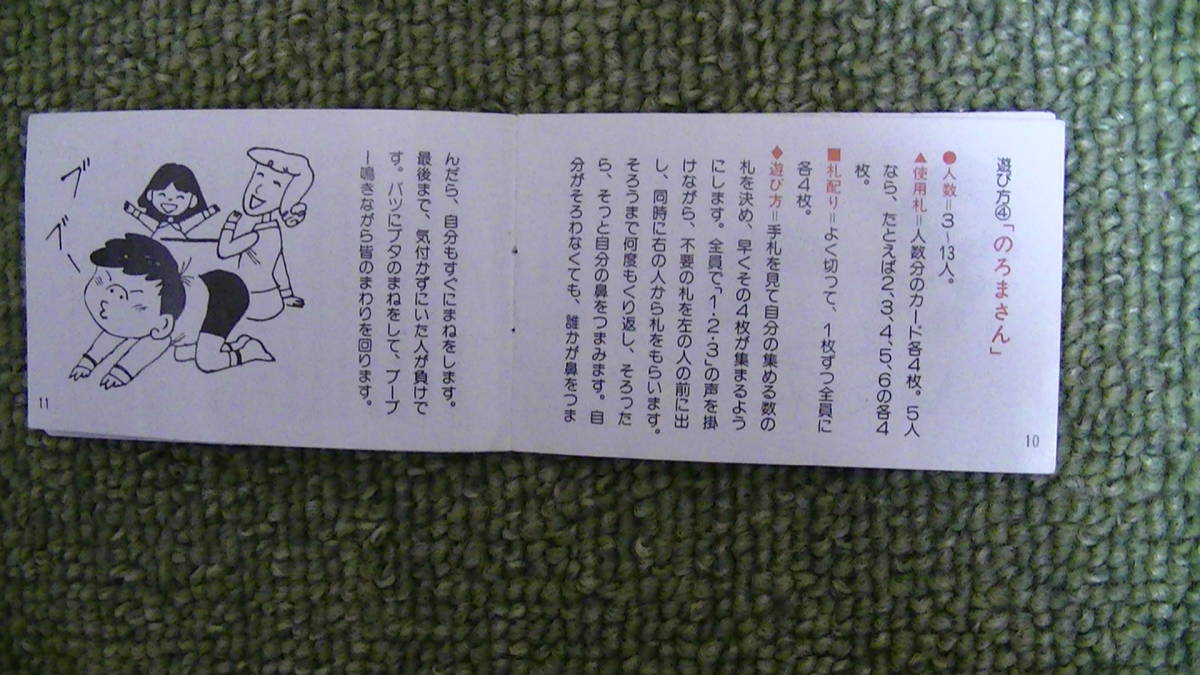 遊び方④「のろまさん」
●人数=3~13人。
▲使用札=人数分のカード各4枚。5人
なら、たとえば2、3、4、5、6の各4
枚。
■札配り=よく切って、1枚ずつ全員に
各4枚。
◆遊び方=手札を見て自分の集める数の
札を決め、早くその4枚が集まるよう
にします。全員で、「1・2・3」の声を掛
けながら、不要の札を左の人の前に出
し、同時に右の人から札をもらいます。
そろうまで何度もくり返し、そろった
ら、そっと自分の鼻をつまみます。自
分がそろわなくても、誰かが鼻をつま
10
んだら、自分もすぐにまねをします。
最後まで、気付かずにいた人が負けで
す。バツにブタのまねをして、ブーブ
ー鳴きながら皆のまわりを回ります。
ブ
ブー
11